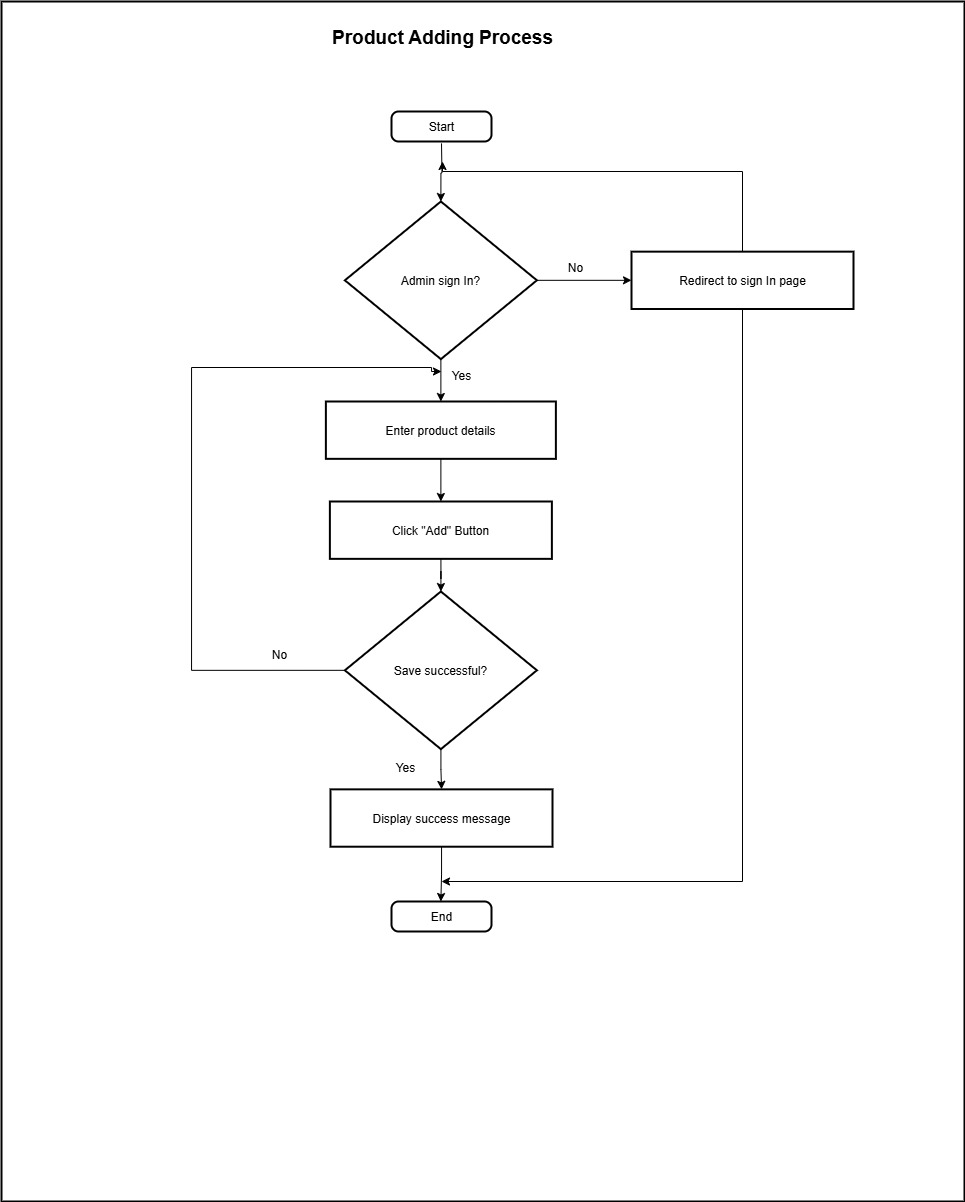 Product Adding Process
Start
Admin sign In?
No
Redirect to sign In page
Yes
Enter product details
Click "Add" Button
No
Save successful?
Yes
Display success message
End